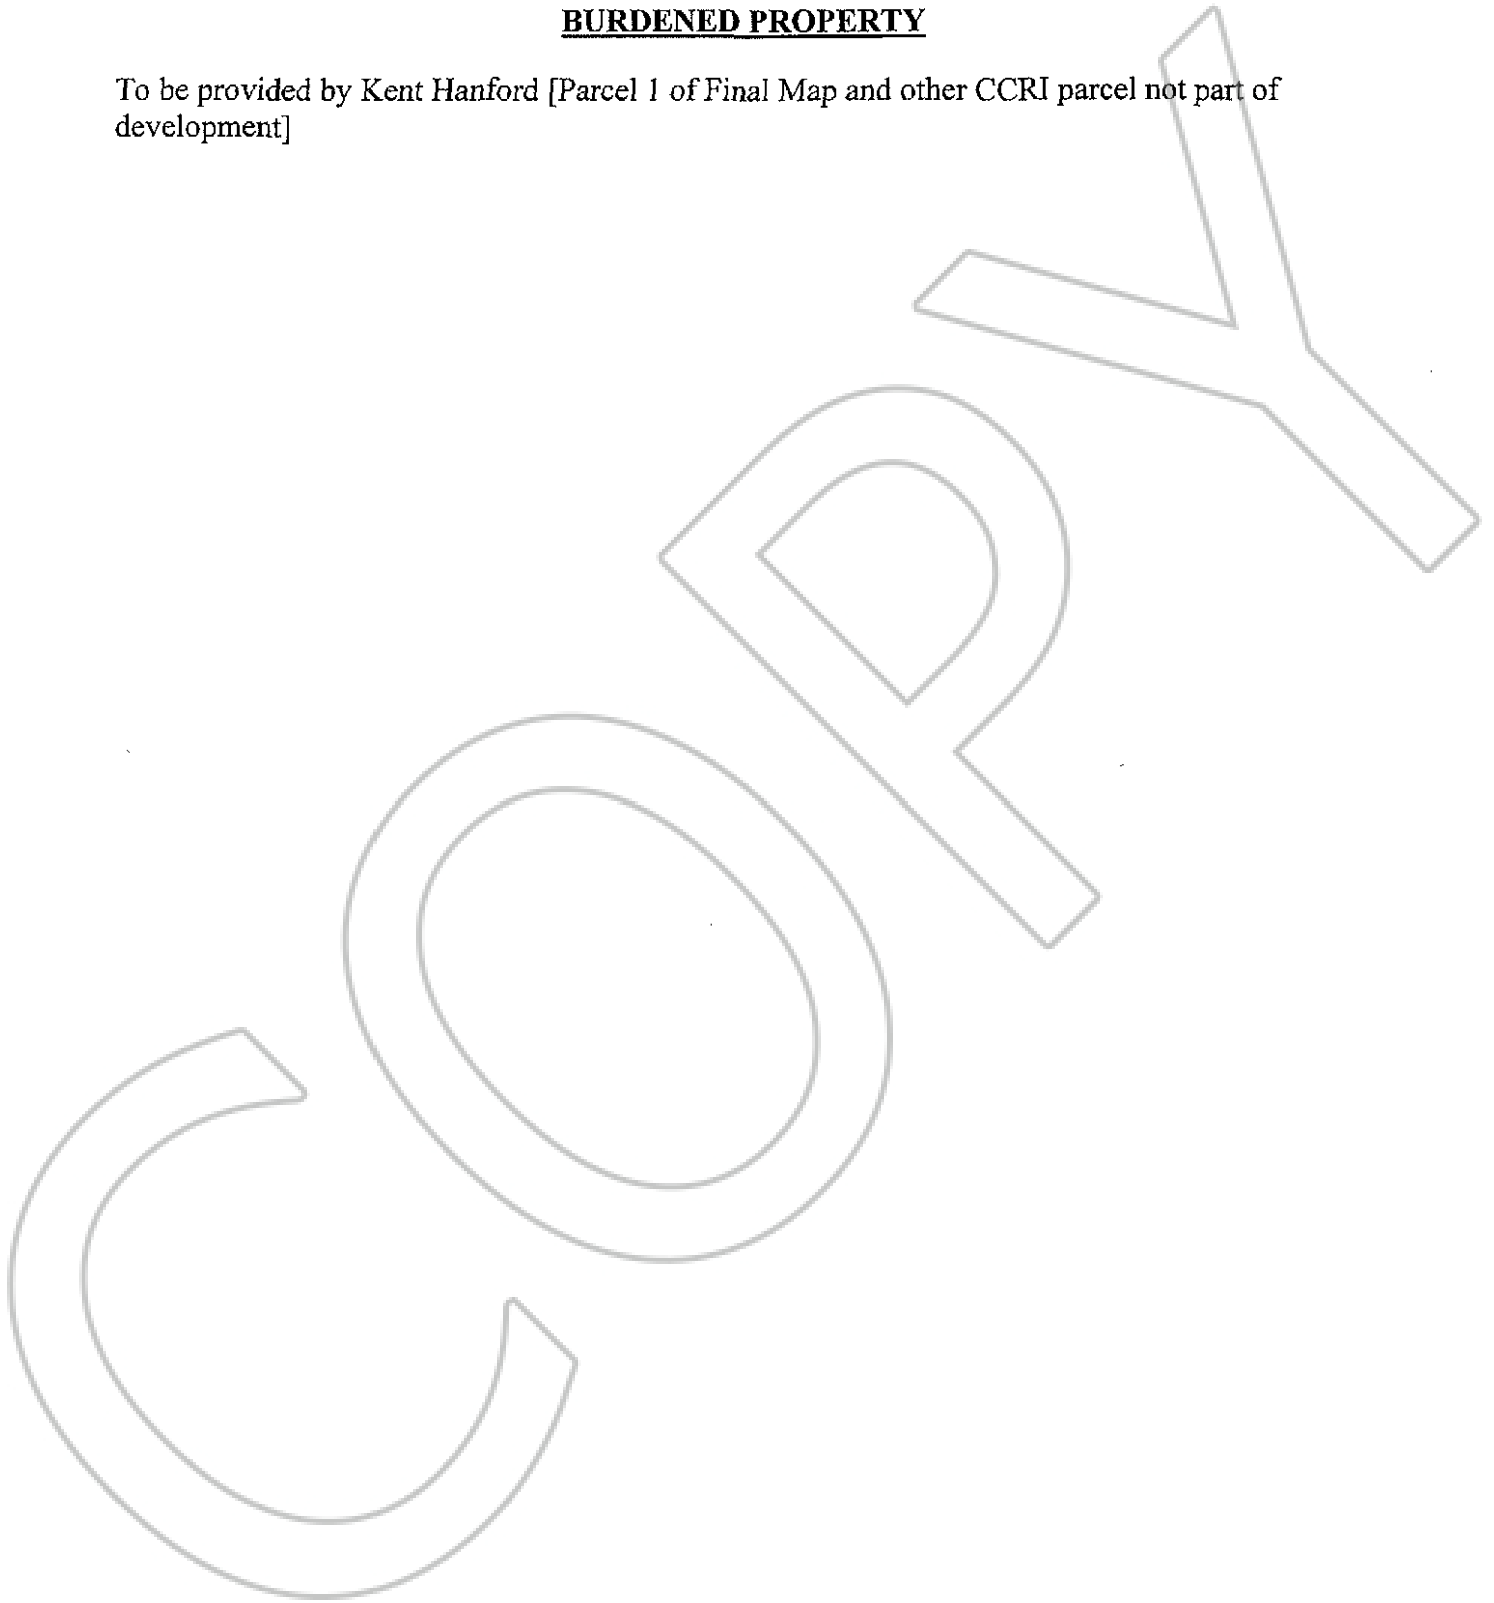 BURDENED PROPERTY
To be provided by Kent Hanford [Parcel 1 of Final Map and other CCRI parcel not part of
development]
COPY